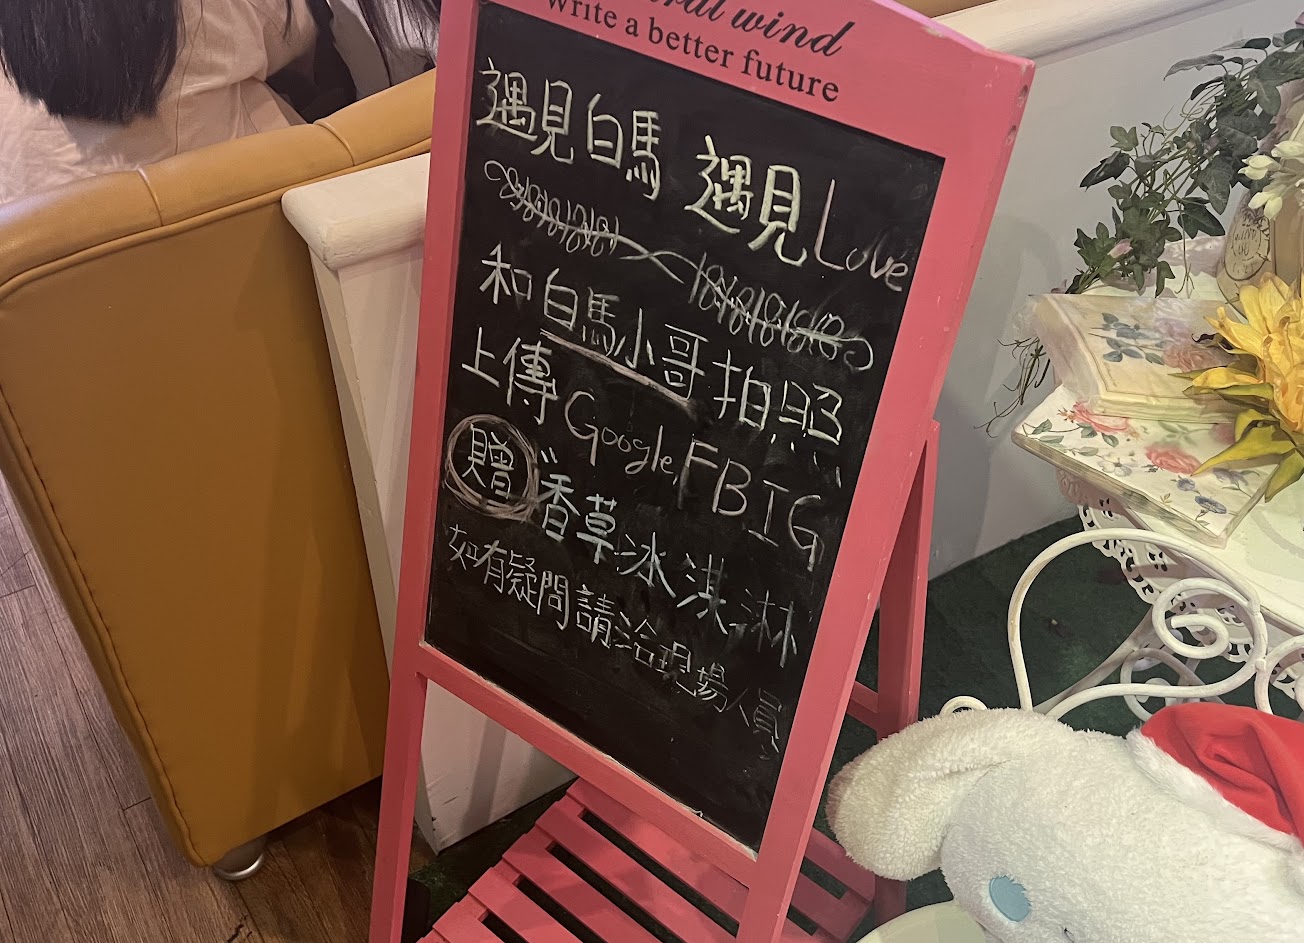 wind
Write a better future
遇見白馬 遇見Love
和白馬小哥拍照
上傳Google,FB IG
贈"香草冰淇淋
如有疑問請洽現場人員